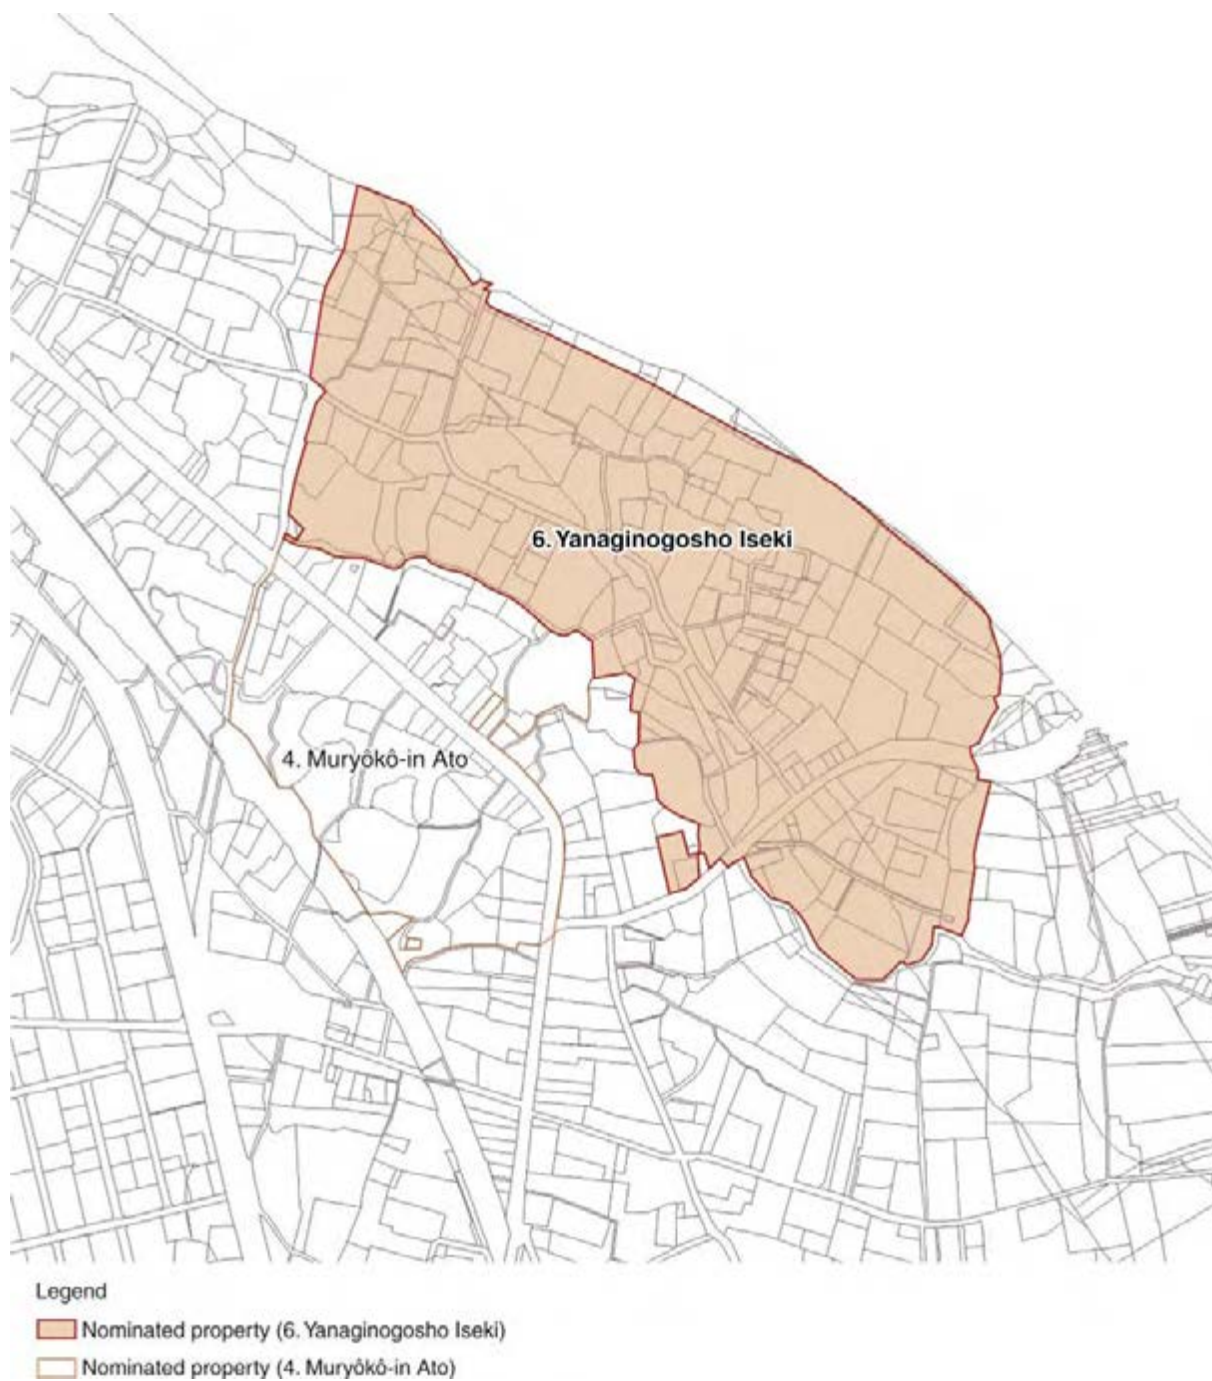 6. Yanaginogosho Iseki
4. Muryôkô-in Ato
Legend
Nominated property (6. Yanaginogosho Iseki)
Nominated property (4. Muryôkô-in Ato)